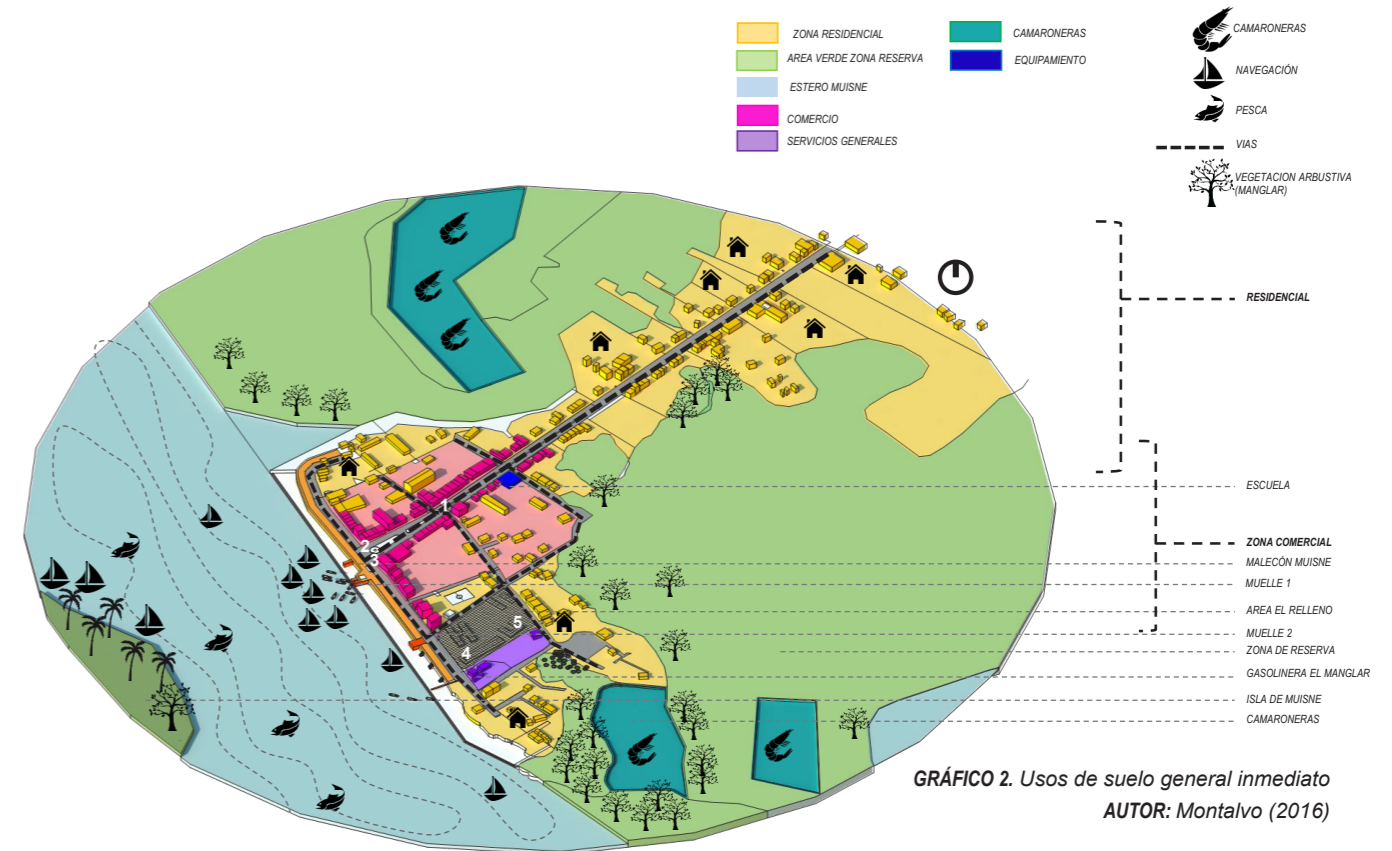 ZONA RESIDENCIAL
AREA VERDE ZONA RESERVA
ESTERO MUISNE
COMERCIO
SERVICIOS GENERALES
CAMARONERAS
EQUIPAMIENTO
CAMARONERAS
NAVEGACIÓN
PESCA
VIAS
VEGETACION ARBUSTIVA
(MANGLAR)
RESIDENCIAL
ESCUELA
ZONA COMERCIAL
MALECÓN MUISNE
MUELLE 1
AREA EL RELLENO
MUELLE 2
ZONA DE RESERVA
GASOLINERA EL MANGLAR
ISLA DE MUISNE
CAMARONERAS
1
2
3
5
4
GRÁFICO 2. Usos de suelo general inmediato
AUTOR: Montalvo (2016)